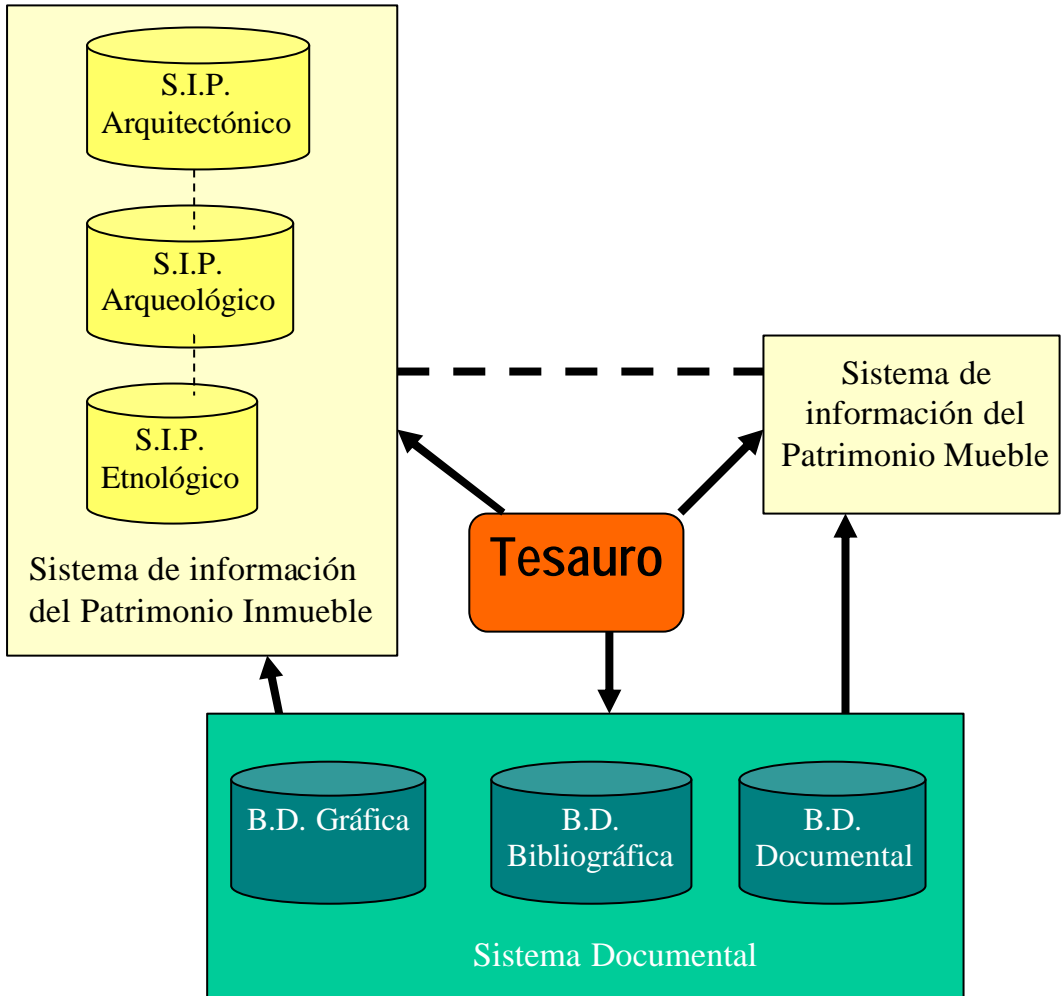 S.I.P.
Arquitectónico
S.I.P.
Arqueológico
S.I.P.
Etnológico
Sistema de información
del Patrimonio Inmueble
Sistema de
información del
Patrimonio Mueble
Tesauro
B.D. Gráfica
B.D.
Bibliográfica
B.D.
Documental
Sistema Documental